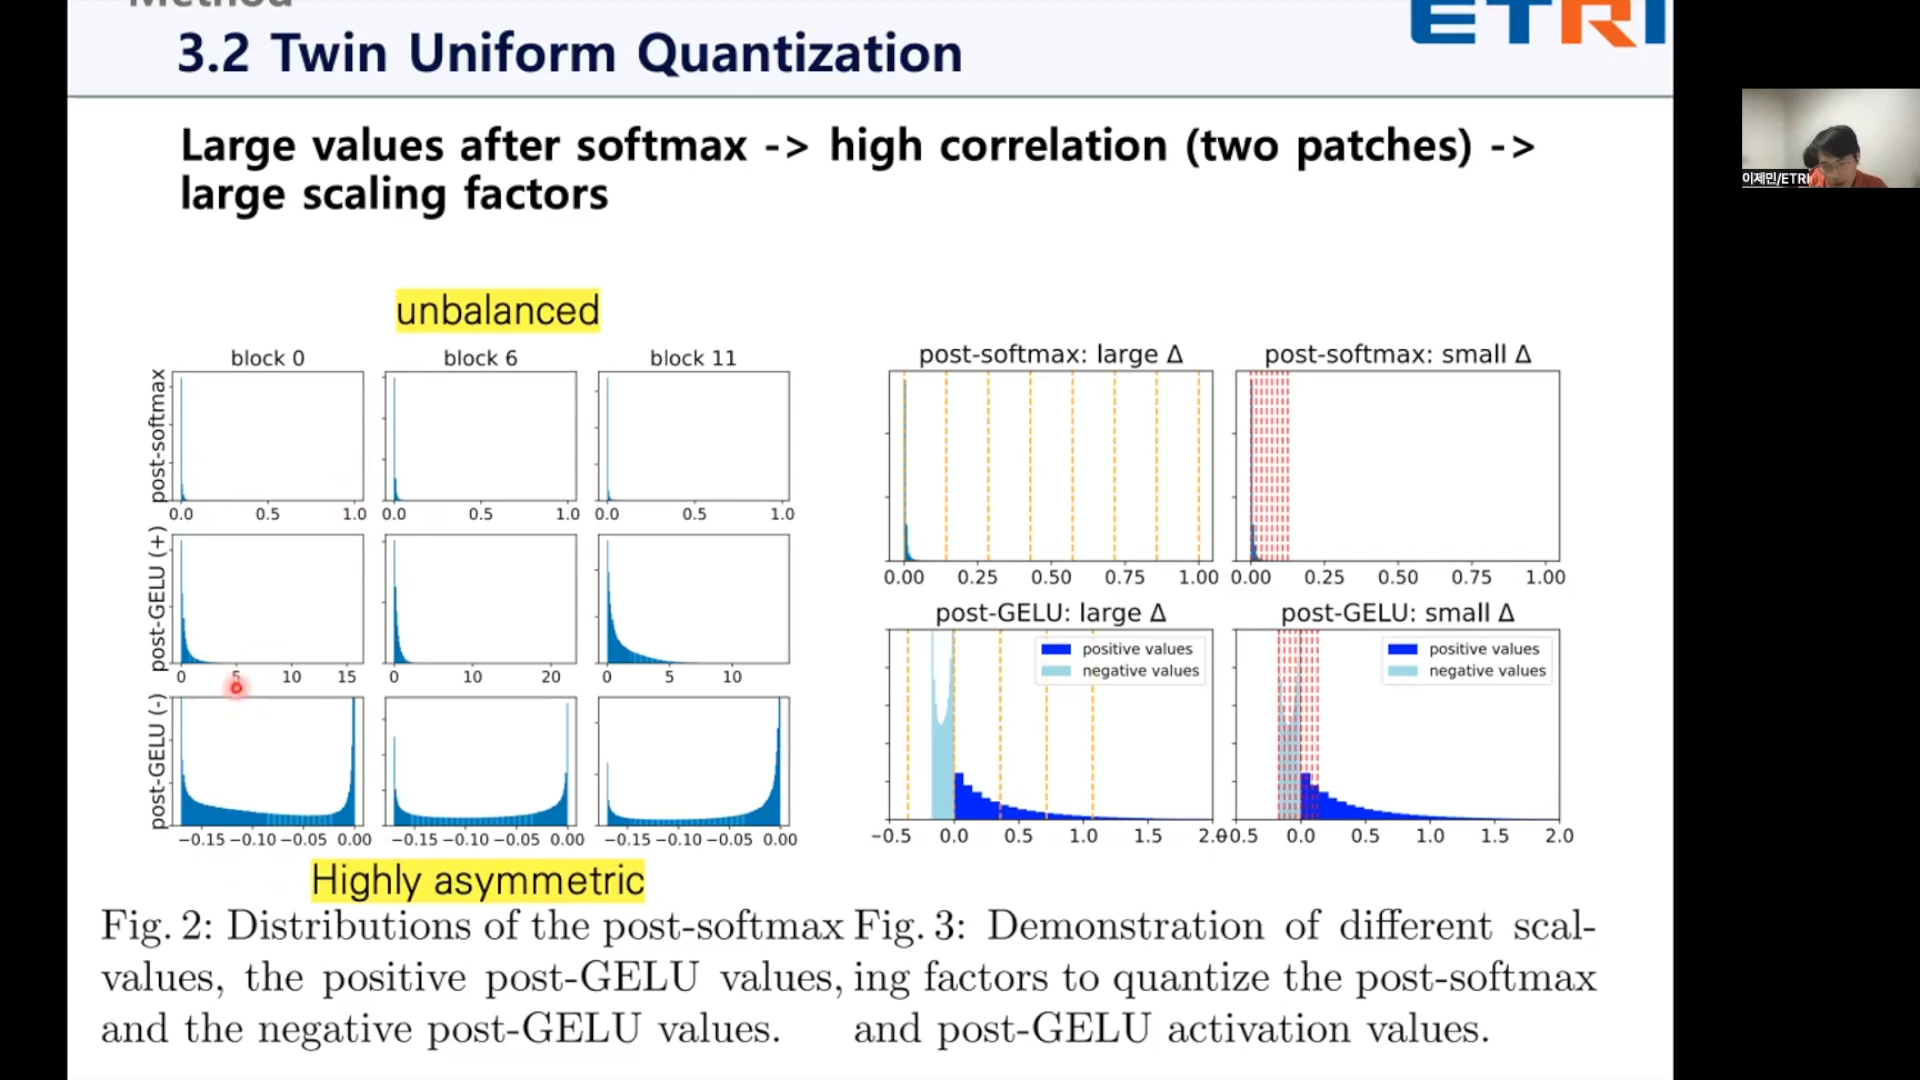 Method
ETRI
3.2 Twin Uniform Quantization
이제민/ETRI
Large values after softmax -> high correlation (two patches) ->
large scaling factors
unbalanced
block 0 block 6 block 11
post-softmax
0.0 0.5 1.0 0.0 0.5 1.0 0.0 0.5 1.0
post-GELU (+)
0 5 10 15 0 10 20 0 5 10
post-GELU (-)
−0.15 −0.10 −0.05 0.00 −0.15 −0.10 −0.05 0.00 −0.15 −0.10 −0.05 0.00
Highly asymmetric
Fig. 2: Distributions of the post-softmax
values, the positive post-GELU values,
and the negative post-GELU values.
post-softmax: large Δ post-softmax: small Δ
0.00 0.25 0.50 0.75 1.00 0.00 0.25 0.50 0.75 1.00
post-GELU: large Δ post-GELU: small Δ
positive values positive values
negative values negative values
−0.5 0.0 0.5 1.0 1.5 2.0 −0.5 0.0 0.5 1.0 1.5 2.0
Fig. 3: Demonstration of different scal-
ing factors to quantize the post-softmax
and post-GELU activation values.